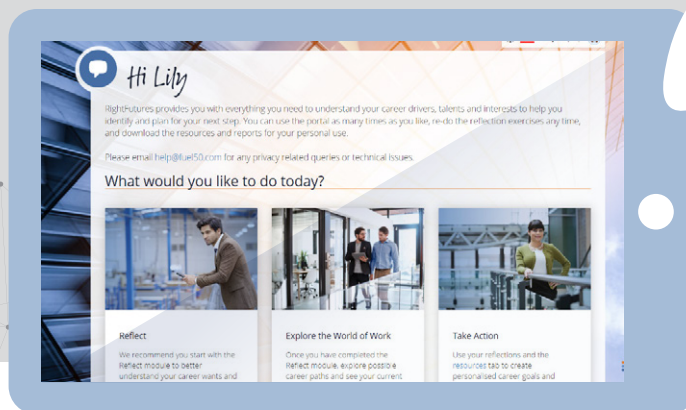 Hi Lily
RightFutures provides you with everything you need to understand your career drivers, talents and interests to help you
identify and plan for your next step. You can use the portal as many times as you like, re-do the reflection exercises any time,
and download the resources and reports for your personal use.
Please email help@fuel50.com for any privacy related queries or technical issues.
What would you like to do today?
Reflect
We recommend you start with the
Reflect module to better
understand your career wants and
Explore the World of Work
Once you have completed the
Reflect module, explore possible
career paths and see your current
Take Action
Use your reflections and the
resources tab to create
personalised career goals and